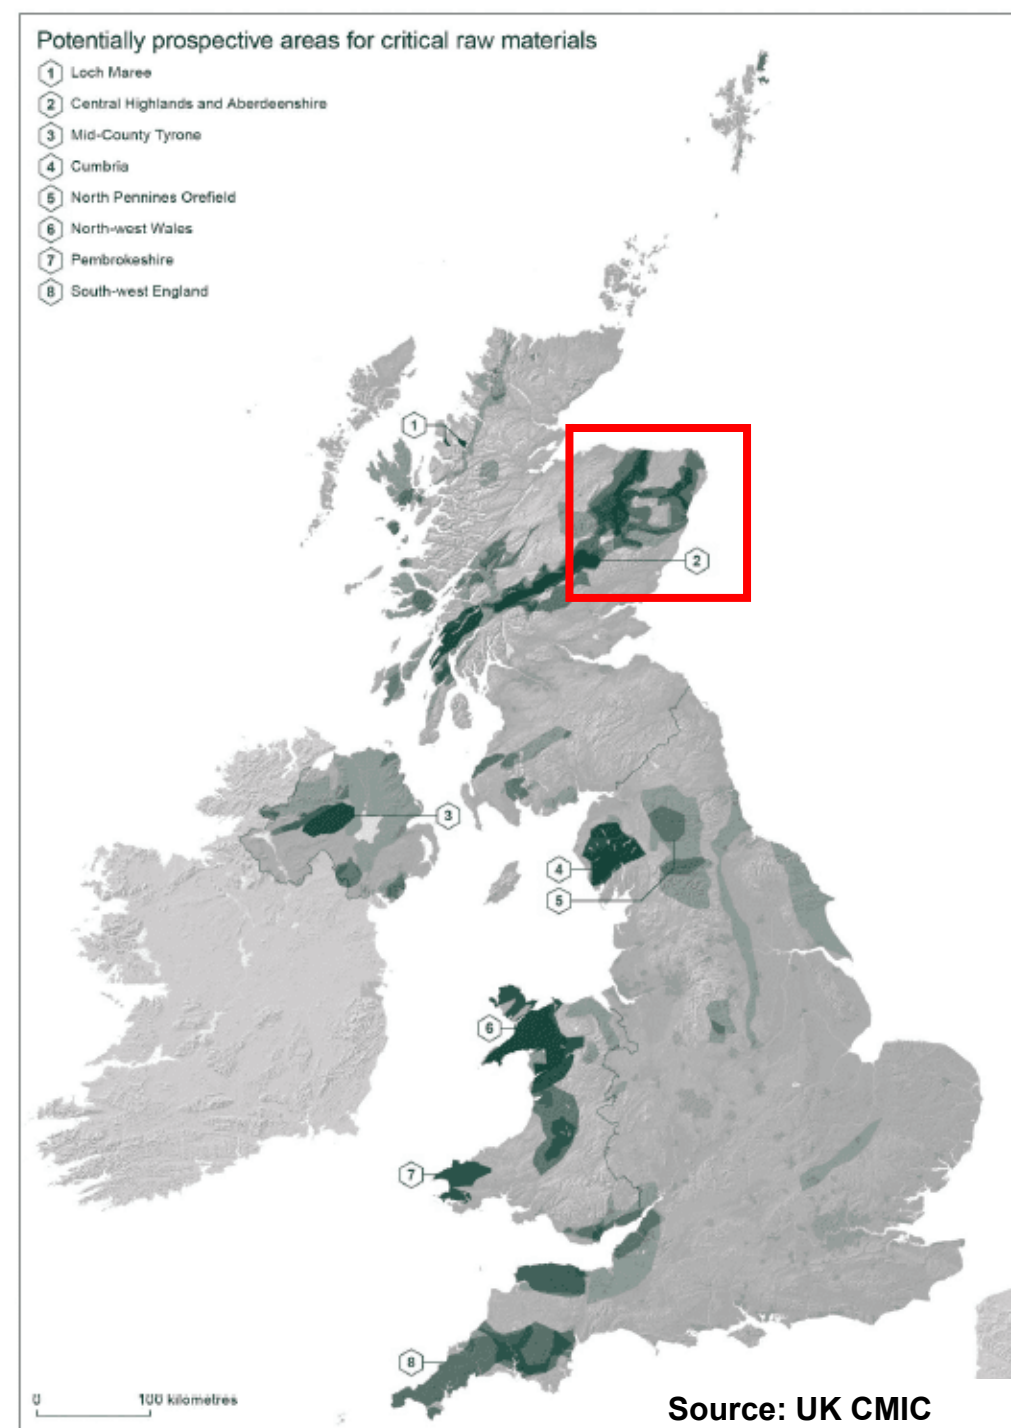 Potentially prospective areas for critical raw materials
1 Loch Maree
2 Central Highlands and Aberdeenshire
3 Mid-County Tyrone
4 Cumbria
5 North Pennines Orefield
6 North-west Wales
7 Pembrokeshire
8 South-west England
1
2
3
4
5
6
7
8
0 100 kilometres
Source: UK CMIC